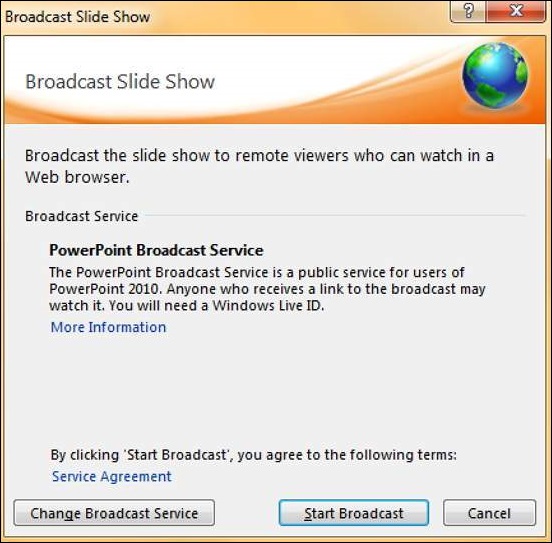 Broadcast Slide Show
?
Broadcast Slide Show
Broadcast the slide show to remote viewers who can watch in a
Web browser.
Broadcast Service
PowerPoint Broadcast Service
The PowerPoint Broadcast Service is a public service for users of
PowerPoint 2010. Anyone who receives a link to the broadcast may
watch it. You will need a Windows Live ID.
More Information
By clicking 'Start Broadcast', you agree to the following terms:
Service Agreement
Change Broadcast Service Start Broadcast Cancel